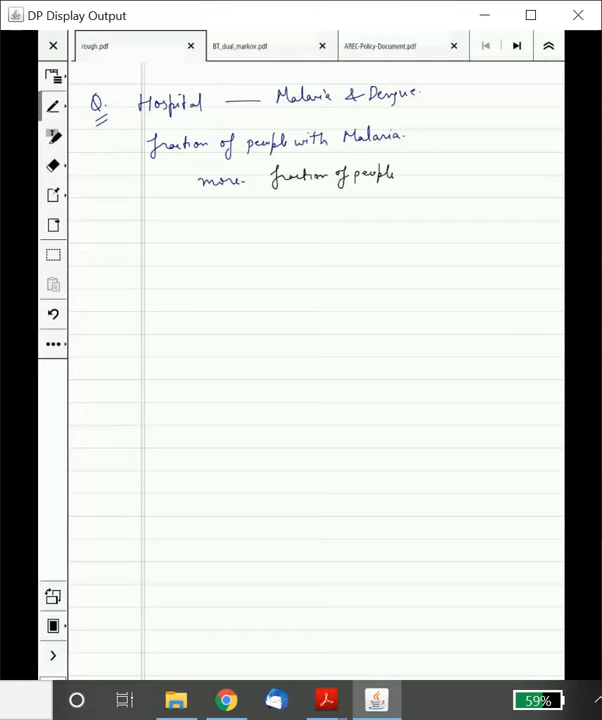 DP Display Output
rough.pdf
BT_dual_markov.pdf
AREC-Policy-Document.pdf
Q. Hospital — Malaria & Dengue.
fraction of people with Malaria.
more. fraction of people
59%